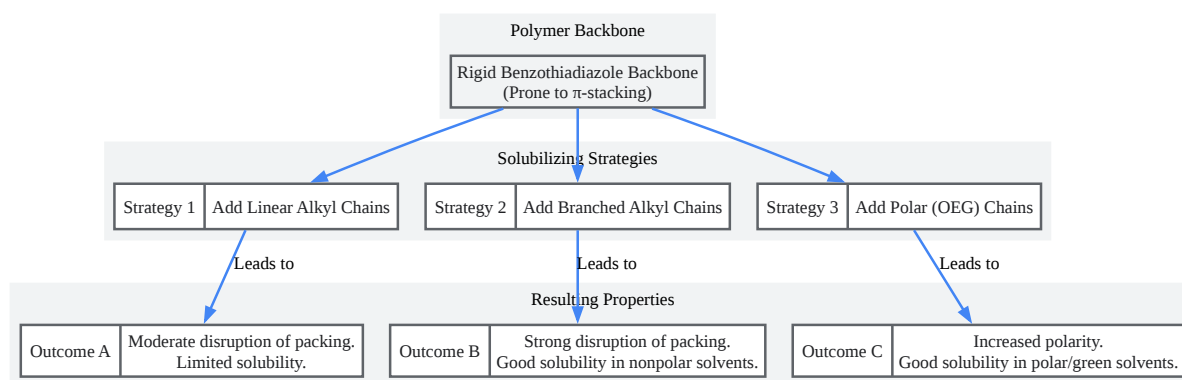 Polymer Backbone
Rigid Benzothiadiazole Backbone
(Prone to π-stacking)
Solubilizing Strategies
Strategy 1
Add Linear Alkyl Chains
Strategy 2
Add Branched Alkyl Chains
Strategy 3
Add Polar (OEG) Chains
Leads to
Leads to
Leads to
Resulting Properties
Outcome A
Moderate disruption of packing.
Limited solubility.
Outcome B
Strong disruption of packing.
Good solubility in nonpolar solvents.
Outcome C
Increased polarity.
Good solubility in polar/green solvents.